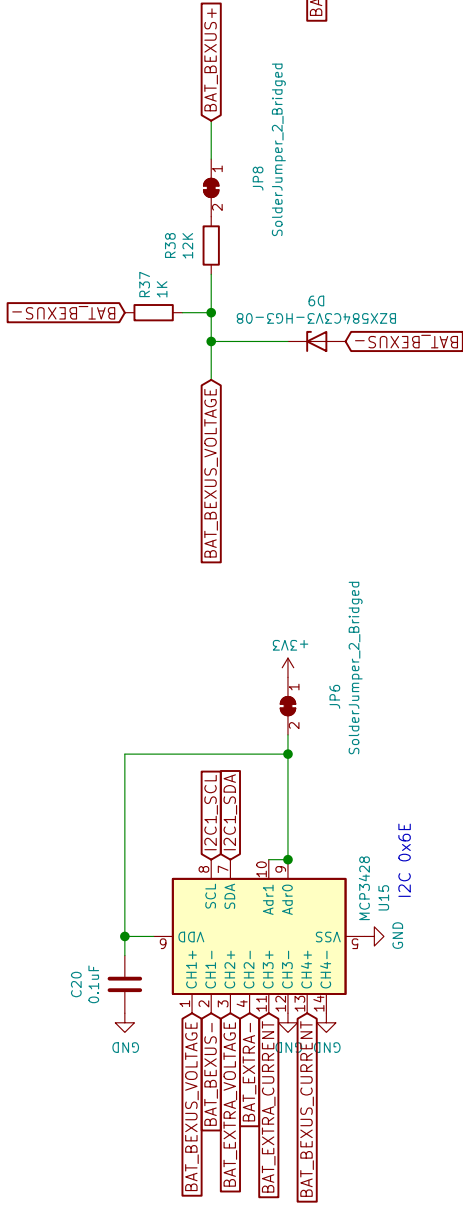 BA
BAT_BEXUS+
JP8
SolderJumper_2_Bridged
1
2
R38
12K
R37
1K
BAT_BEXUS-
BZX584C3V3-HG3-08
D9
BAT_BEXUS-
BAT_BEXUS_VOLTAGE
+3V3
JP6
SolderJumper_2_Bridged
1
2
I2C1_SCL
I2C1_SDA
8
7
10
9
SCL
SDA
Adr1
Adr0
MCP3428
U15
I2C 0x6E
C20
0.1uF
GND
6
VDD
VSS
5
GND
CH1+
CH1-
CH2+
CH2-
CH3+
CH3-
CH4+
CH4-
1
2
3
4
11
12
13
14
BAT_BEXUS_VOLTAGE
BAT_BEXUS-
BAT_EXTRA_VOLTAGE
BAT_EXTRA-
BAT_EXTRA_CURRENT
GND
BAT_BEXUS_CURRENT
GND